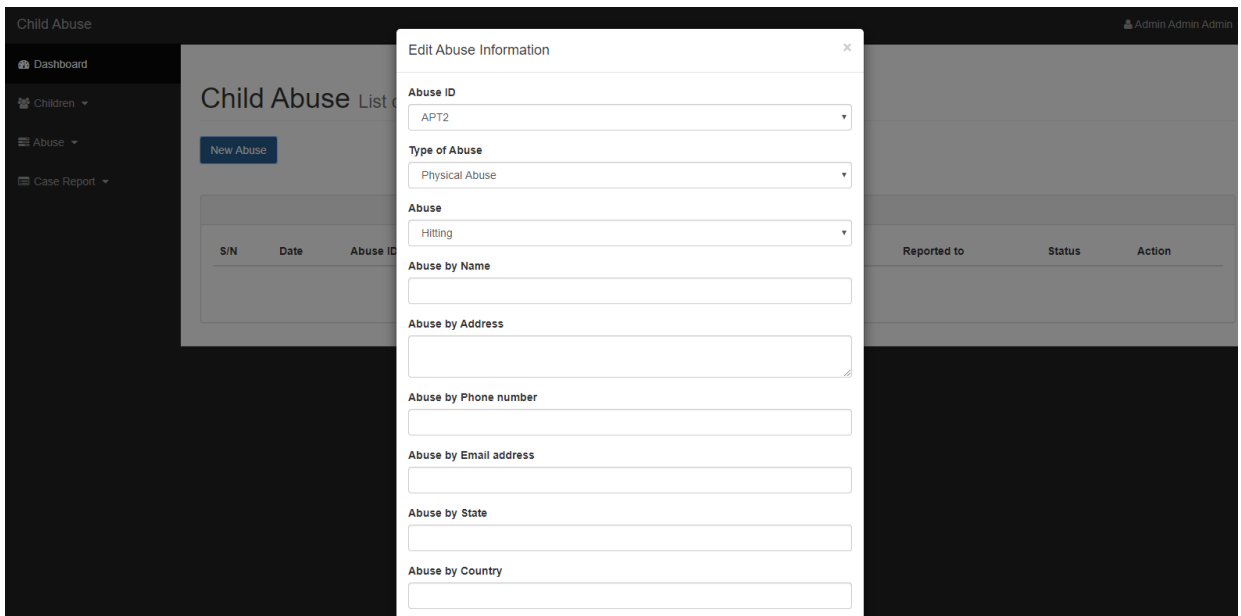 Child Abuse
Admin Admin Admin
Dashboard
Children
Abuse
Case Report
Child Abuse List
New Abuse
S/N Date Abuse ID Reported to Status Action
Edit Abuse Information ×
Abuse ID
APT2
Type of Abuse
Physical Abuse
Abuse
Hitting
Abuse by Name
Abuse by Address
Abuse by Phone number
Abuse by Email address
Abuse by State
Abuse by Country